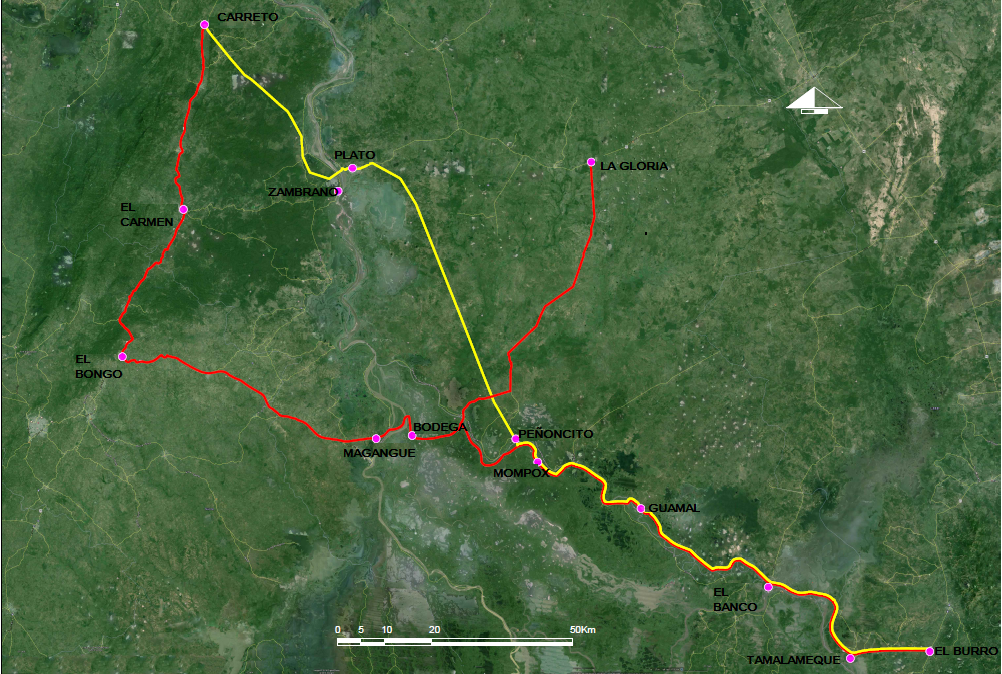 CARRETO
PLATO
LA GLORIA
ZAMBRANO
EL
CARMEN
EL
BONGO
BODEGA
PEÑONCITO
MAGANGUE
MOMPOX
GUAMAL
EL
BANCO
0 5 10 20 50Km
EL BURRO
TAMALAMEQUE